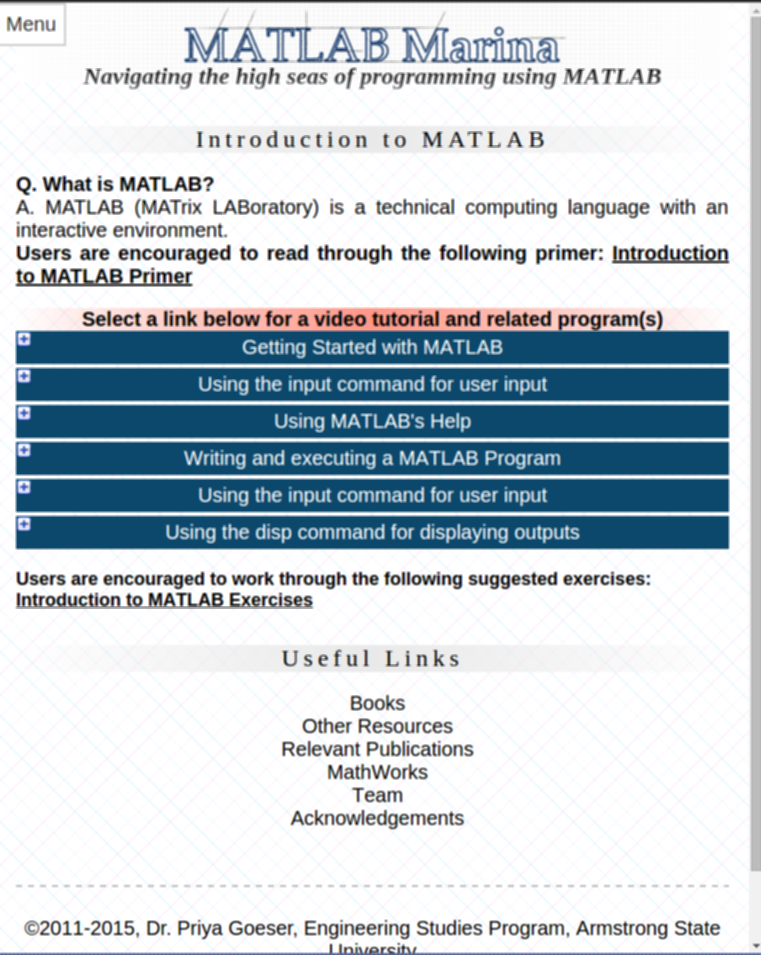 Menu
MATLAB Marina
Navigating the high seas of programming using MATLAB
Introduction to MATLAB
Q. What is MATLAB?
A. MATLAB (MATrix LABoratory) is a technical computing language with an
interactive environment.
Users are encouraged to read through the following primer: Introduction
to MATLAB Primer
Select a link below for a video tutorial and related program(s)
Getting Started with MATLAB
Using the input command for user input
Using MATLAB's Help
Writing and executing a MATLAB Program
Using the input command for user input
Using the disp command for displaying outputs
Users are encouraged to work through the following suggested exercises:
Introduction to MATLAB Exercises
Useful Links
Books
Other Resources
Relevant Publications
MathWorks
Team
Acknowledgements
©2011-2015, Dr. Priya Goeser, Engineering Studies Program, Armstrong State
University